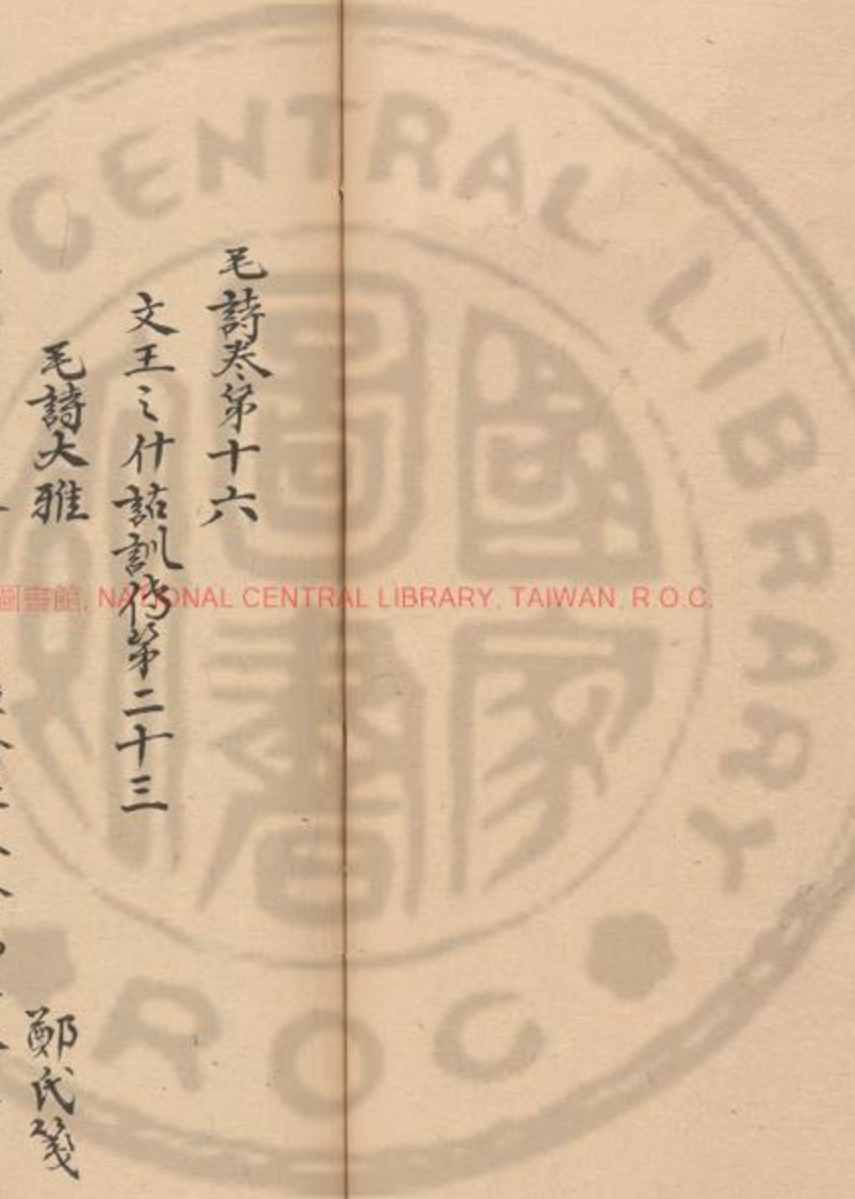 毛詩卷第十六
文王之什詁訓傳第二十三
毛詩大雅 鄭氏箋
圖書館, NATIONAL CENTRAL LIBRARY, TAIWAN, R.O.C.
國家圖書
CENTRAL LIBRARY
ROC